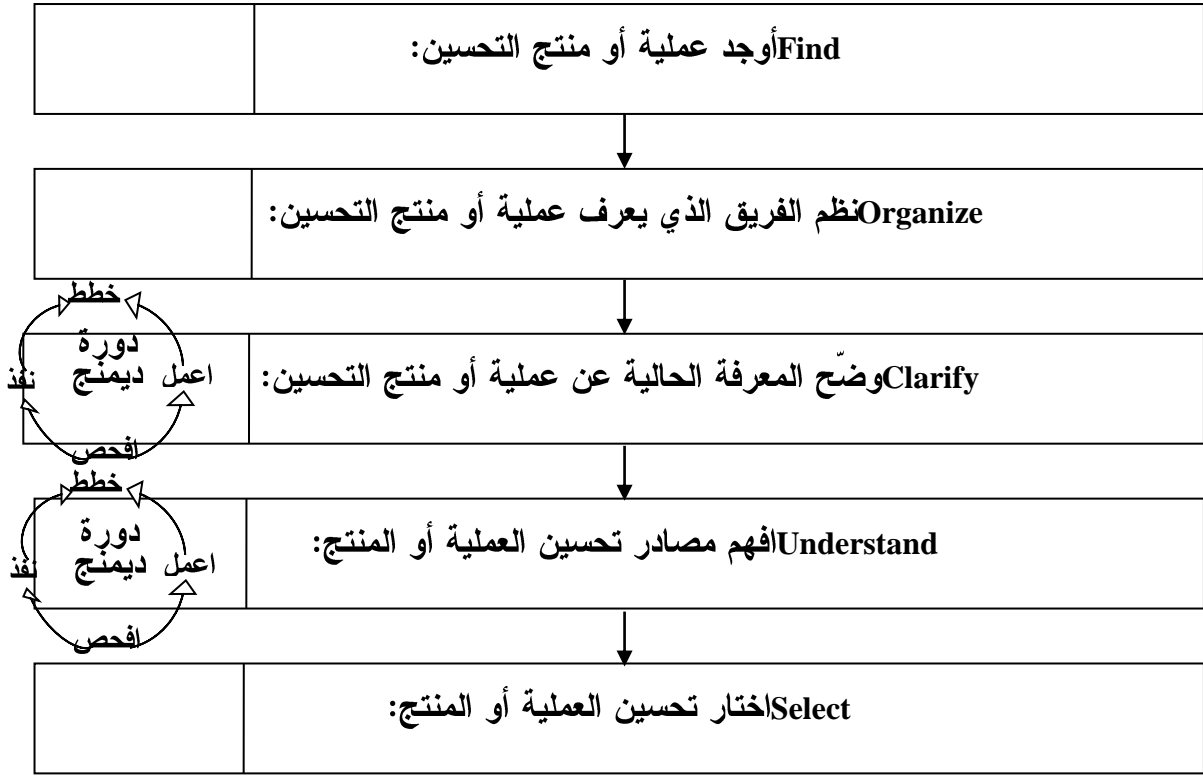 Findأوجد عملية أو منتج التحسين:
Organizeنظم الفريق الذي يعرف عملية أو منتج التحسين:
خطط
دورة
اعمل ديمنج نفذ
افحص
Clarifyوضّح المعرفة الحالية عن عملية أو منتج التحسين:
خطط
دورة
اعمل ديمنج نفذ
افحص
Understandافهم مصادر تحسين العملية أو المنتج:
Selectاختار تحسين العملية أو المنتج: